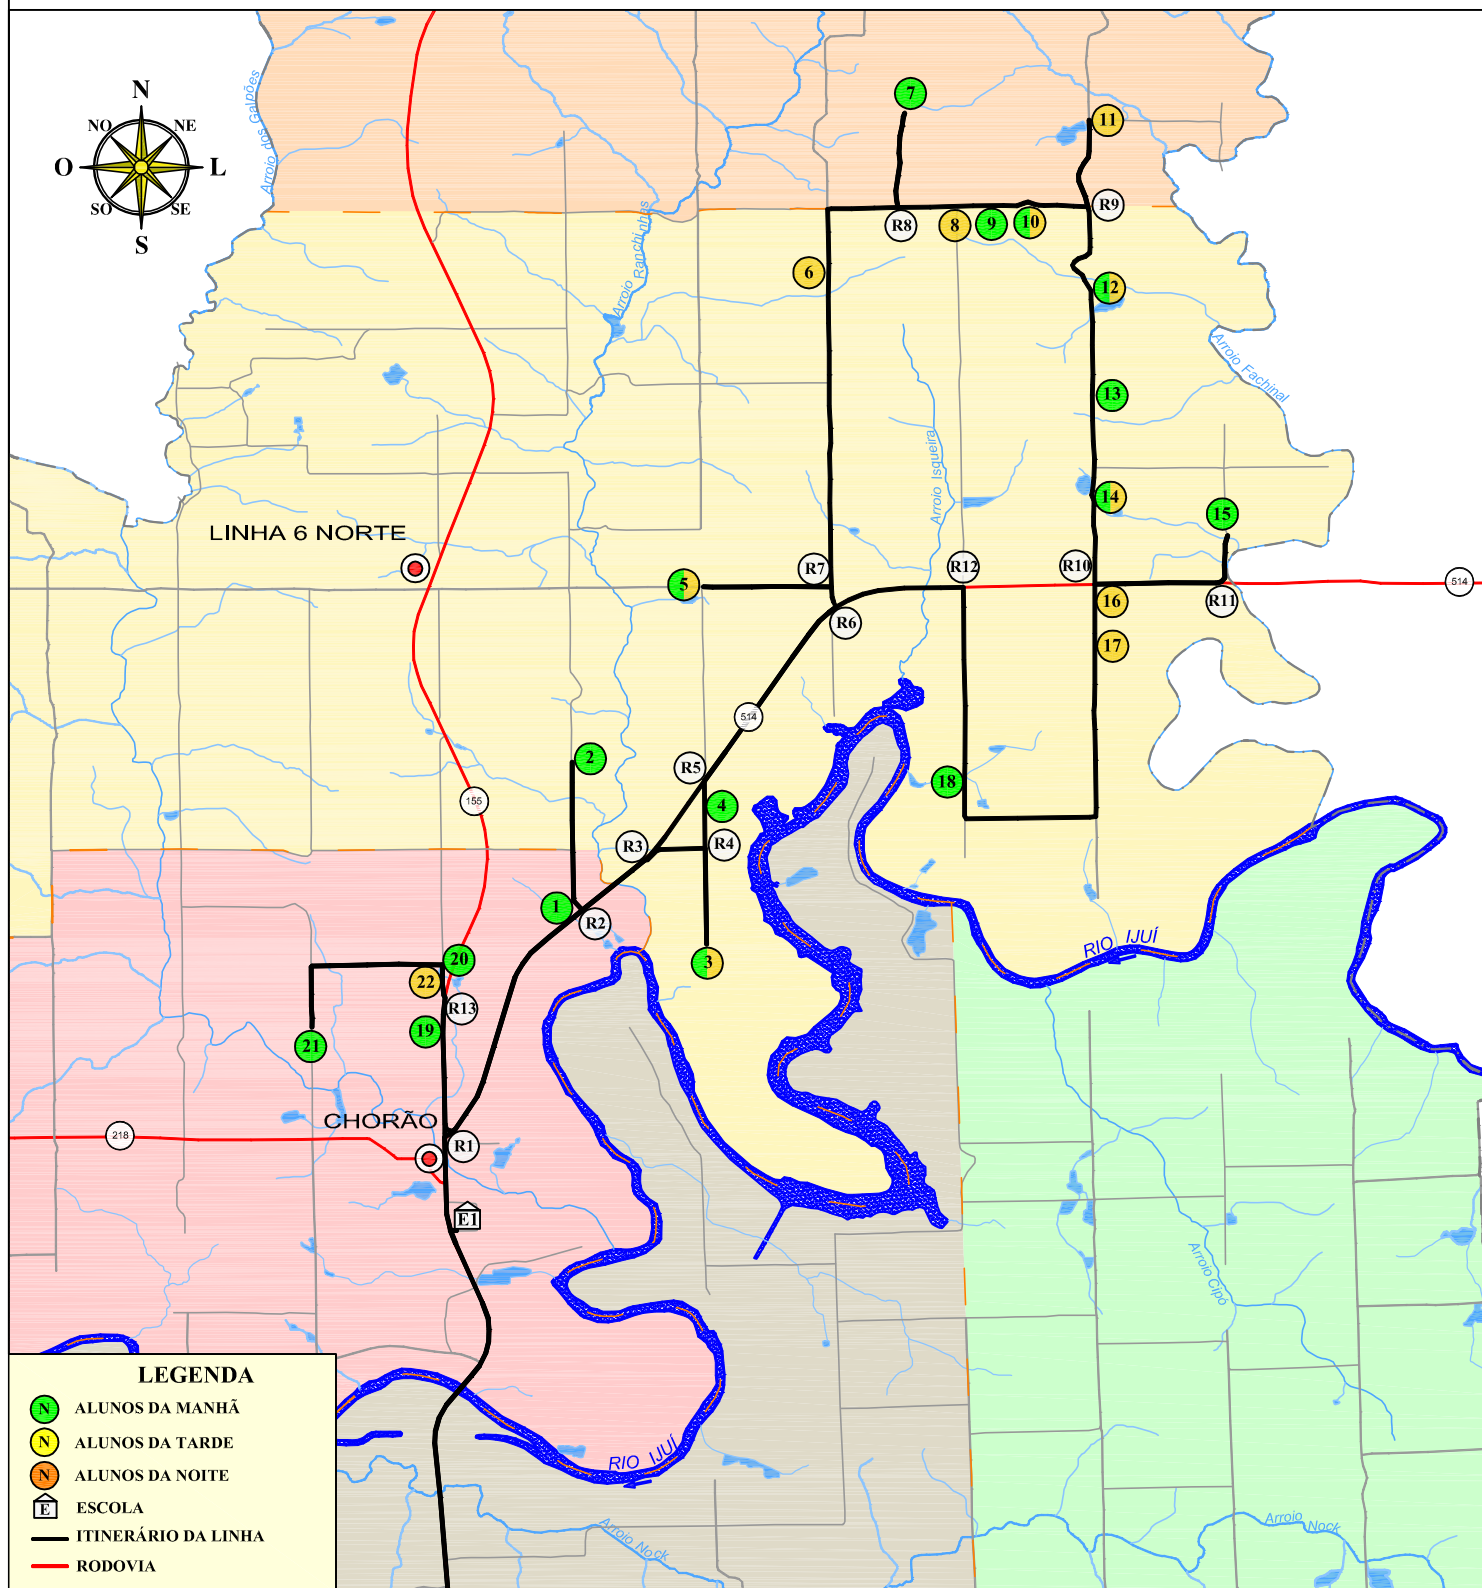 N
NO
NE
O
L
SO
SE
S
Arroio dos Galpões
7
11
R9
R8
8
9
10
Arroio Ranchinhos
6
12
Arroio Fachinal
13
Arroio Isqueira
14
15
LINHA 6 NORTE
R7
R12
R10
5
514
16
R11
R6
17
514
2
R5
18
155
4
R3
R4
1
R2
RIO IJUÍ
20
3
22
R13
19
21
CHORÃO
218
R1
E1
Arroio Cipó
LEGENDA
N ALUNOS DA MANHÃ
N ALUNOS DA TARDE
N ALUNOS DA NOITE
E ESCOLA
ITINERÁRIO DA LINHA
RODOVIA
RIO IJUÍ
Arroio Nock
Arroio Nock